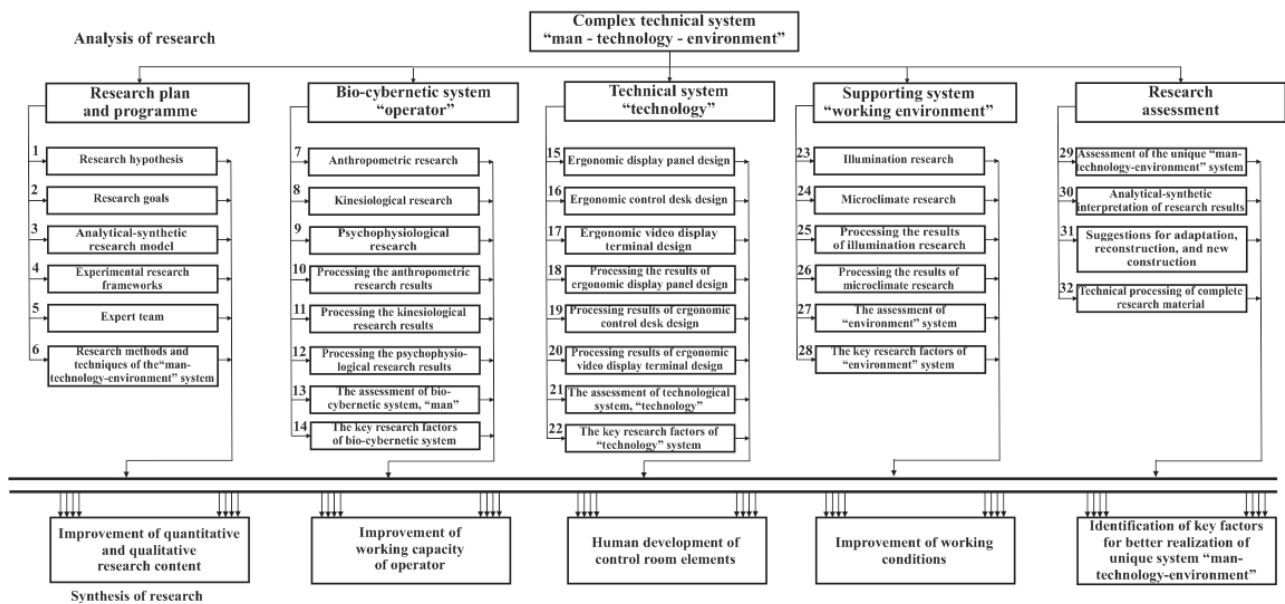 Analysis of research
Complex technical system
“man - technology - environment”
Research plan
and programme
1
Research hypothesis
2
Research goals
3
Analytical-synthetic
research model
4
Experimental research
frameworks
5
Expert team
6
Research methods and
techniques of the“man-
technology-environment” system
Bio-cybernetic system
“operator”
7
Anthropometric research
8
Kinesiological research
9
Psychophysiological
research
10
Processing the anthropometric
research results
11
Processing the kinesiological
research results
12
Processing the psychophysio-
logical research results
13
The assessment of bio-
cybernetic system, “man”
14
The key research factors
of bio-cybernetic system
Technical system
“technology”
15
Ergonomic display panel design
16
Ergonomic control desk design
17
Ergonomic video display
terminal design
18
Processing the results of
ergonomic display panel design
19
Processing results of ergonomic
control desk design
20
Processing results of ergonomic
video display terminal design
21
The assessment of technological
system, “technology”
22
The key research factors of
“technology” system
Supporting system
“working environment”
23
Illumination research
24
Microclimate research
25
Processing the results
of illumination research
26
Processing the results of
microclimate research
27
The assessment of
“environment” system
28
The key research factors of
“environment” system
Research
assessment
29
Assessment of the unique “man-
technology-environment” system
30
Analytical-synthetic
interpretation of research results
31
Suggestions for adaptation,
reconstruction, and new
construction
32
Technical processing of complete
research material
Improvement of quantitative
and qualitative
research content
Improvement of
working capacity
of operator
Human development of
control room elements
Improvement of working
conditions
Identification of key factors
for better realization of
unique system “man-
technology-environment”
Synthesis of research